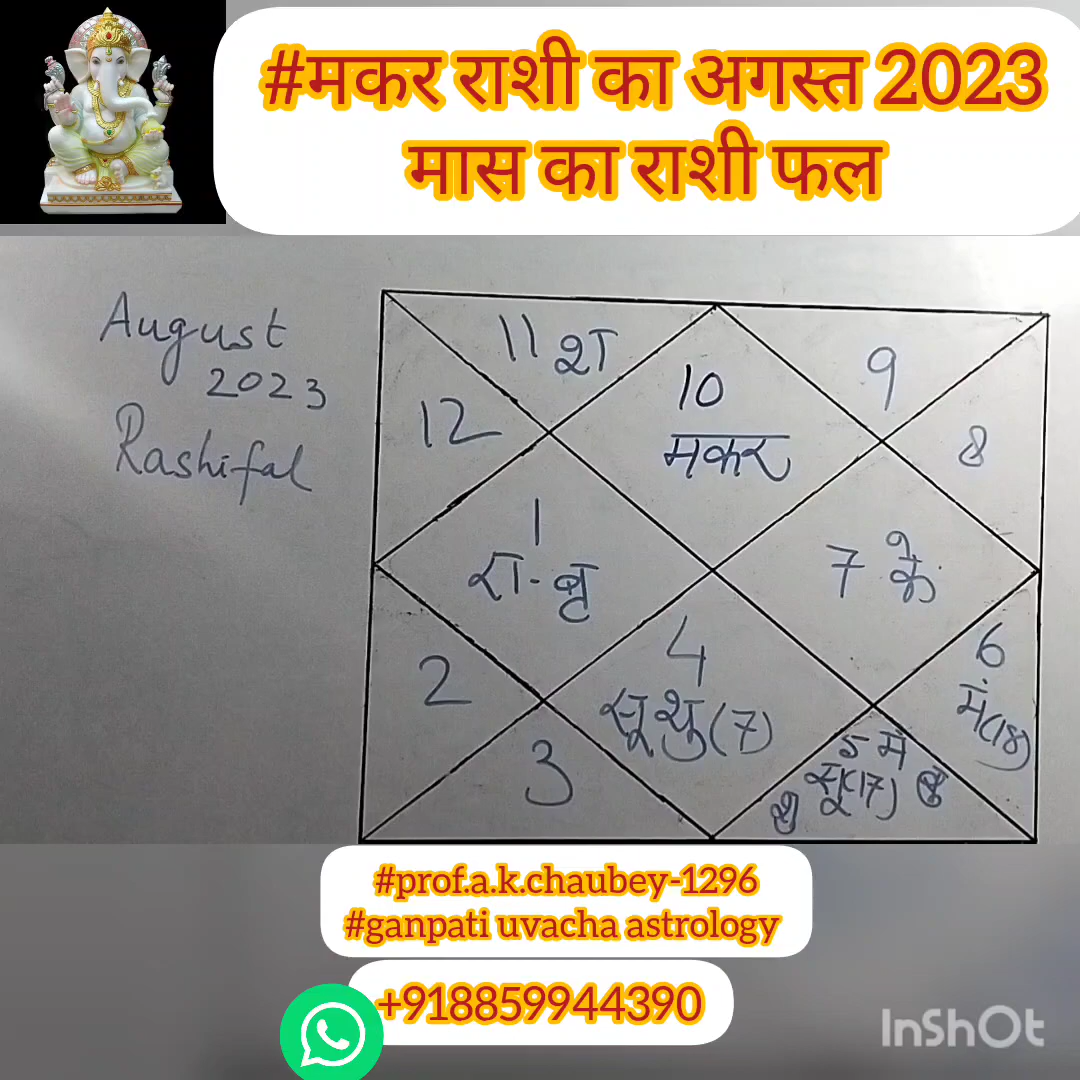 #मकर राशी का अगस्त 2023
मास का राशी फल
August
2023
Rashifal
11 श
10
मकर
9
12
8
1
रा-बृ
7 के
2
4
सू शु(7)
6
मं(18)
3
5 मं
सू(17)
#prof.a.k.chaubey-1296
#ganpati uvacha astrology
+918859944390
InShOt